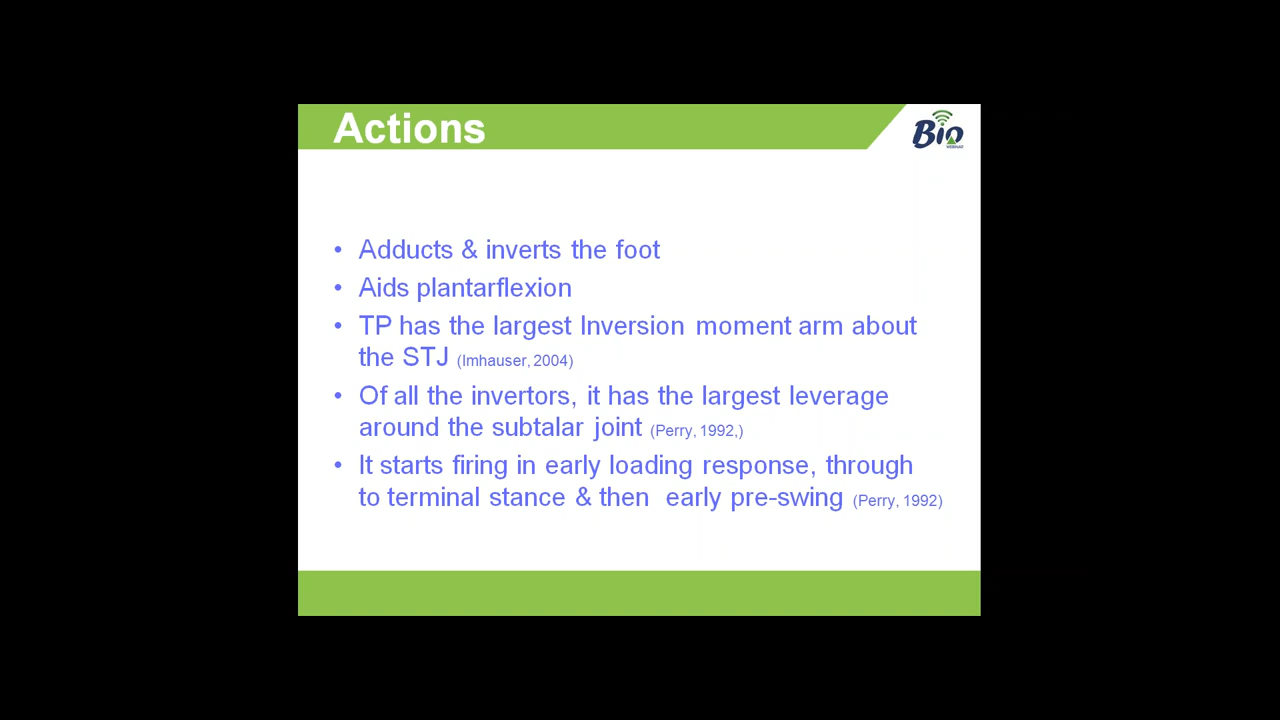 Actions
Bio
WEBINAR
• Adducts & inverts the foot
• Aids plantarflexion
• TP has the largest Inversion moment arm about
the STJ (Imhauser, 2004)
• Of all the invertors, it has the largest leverage
around the subtalar joint (Perry, 1992,)
• It starts firing in early loading response, through
to terminal stance & then  early pre-swing (Perry, 1992)